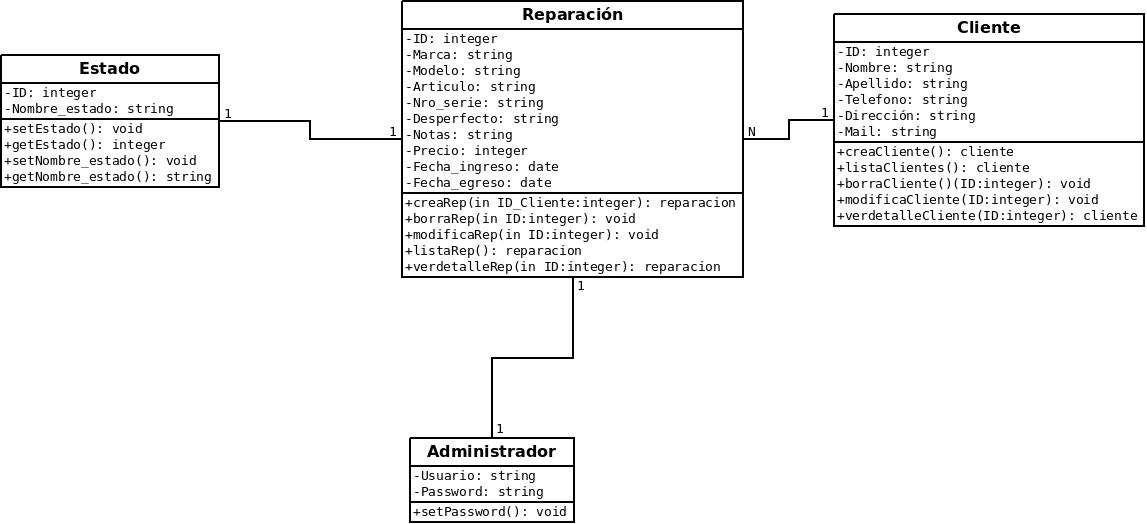 Estado
-ID: integer
-Nombre_estado: string
+setEstado(): void
+getEstado(): integer
+setNombre_estado(): void
+getNombre_estado(): string
1
1
Reparación
-ID: integer
-Marca: string
-Modelo: string
-Articulo: string
-Nro_serie: string
-Desperfecto: string
-Notas: string
-Precio: integer
-Fecha_ingreso: date
-Fecha_egreso: date
+creaRep(in ID_Cliente:integer): reparacion
+borraRep(in ID:integer): void
+modificaRep(in ID:integer): void
+listaRep(): reparacion
+verdetalleRep(in ID:integer): reparacion
N
1
Cliente
-ID: integer
-Nombre: string
-Apellido: string
-Telefono: string
-Dirección: string
-Mail: string
+creaCliente(): cliente
+listaClientes(): cliente
+borraCliente()(ID:integer): void
+modificaCliente(ID:integer): void
+verdetalleCliente(ID:integer): cliente
1
1
Administrador
-Usuario: string
-Password: string
+setPassword(): void